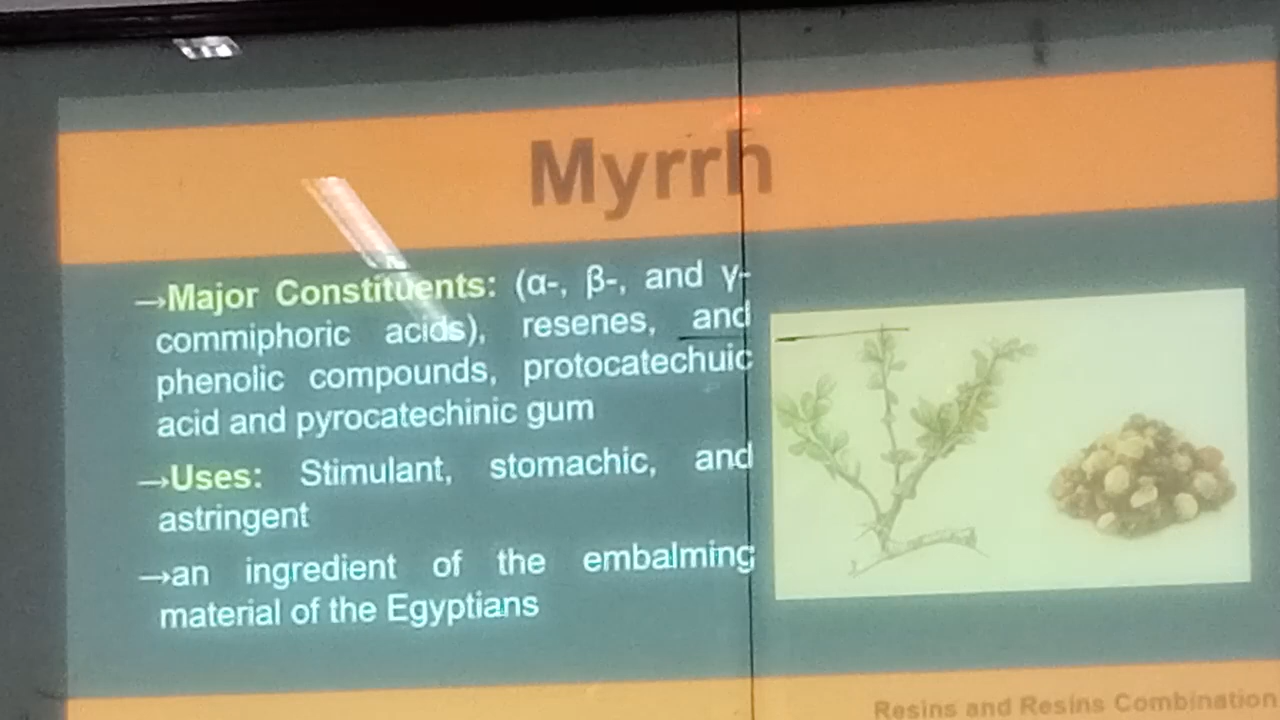 Myrrh
→Major Constituents: (α-, β-, and γ-
commiphoric acids), resenes, and
phenolic compounds, protocatechuic
acid and pyrocatechinic gum
→Uses: Stimulant, stomachic, and
astringent
→an ingredient of the embalming
material of the Egyptians
Resins and Resins Combination